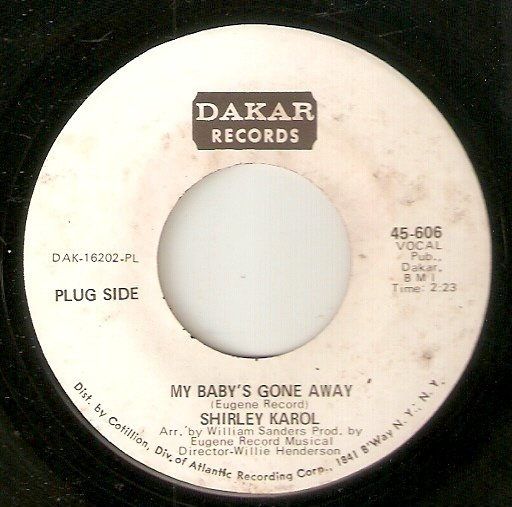 DAKAR
RECORDS
45-606
VOCAL
Pub.,
Dakar,
BMI
Time: 2:23
DAK-16202-PL
PLUG SIDE
MY BABY'S GONE AWAY
(Eugene Record)
SHIRLEY KAROL
Arr. by William Sanders Prod. by
Eugene Record Musical
Director-Willie Henderson
Dist. by Cotillion, Div. of Atlantic Recording Corp., 1841 B'Way N.Y., N.Y.